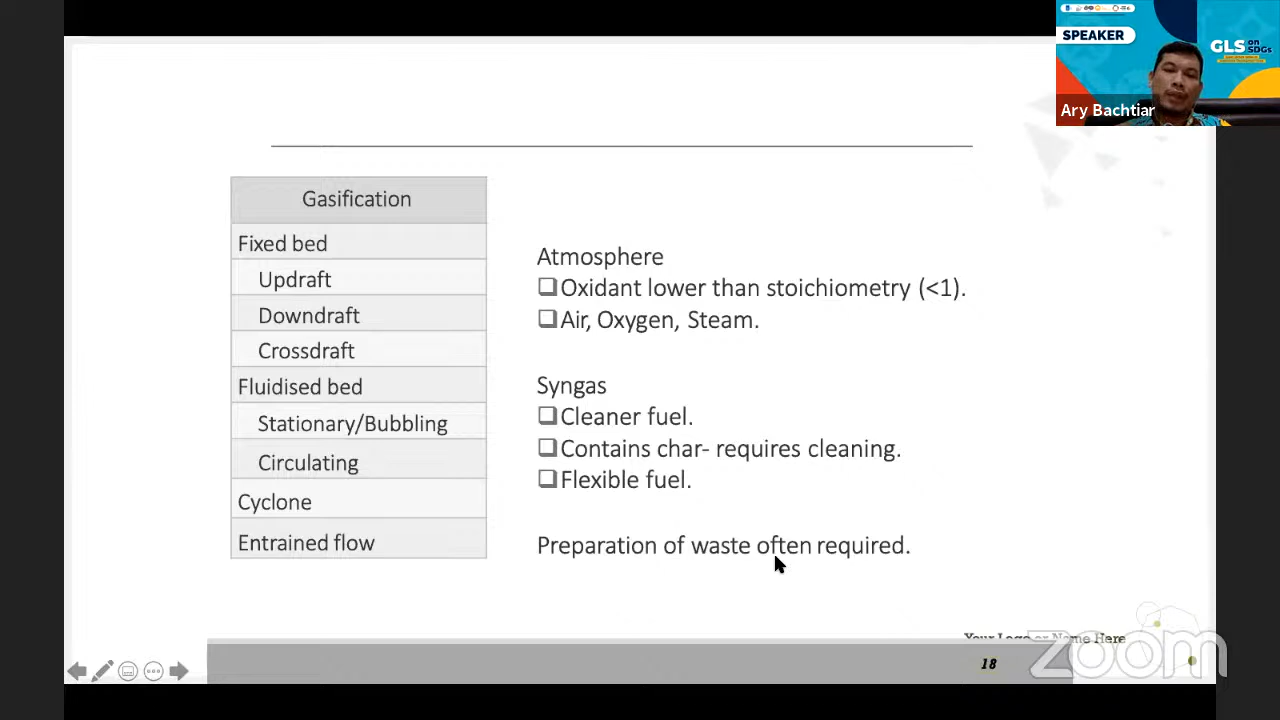 SPEAKER
GLS on SDGs
Ary Bachtiar
Gasification
Fixed bed
Updraft
Downdraft
Crossdraft
Fluidised bed
Stationary/Bubbling
Circulating
Cyclone
Entrained flow
Atmosphere
Oxidant lower than stoichiometry (<1).
Air, Oxygen, Steam.
Syngas
Cleaner fuel.
Contains char- requires cleaning.
Flexible fuel.
Preparation of waste often required.
Your Logo or Name Here
18
zoom